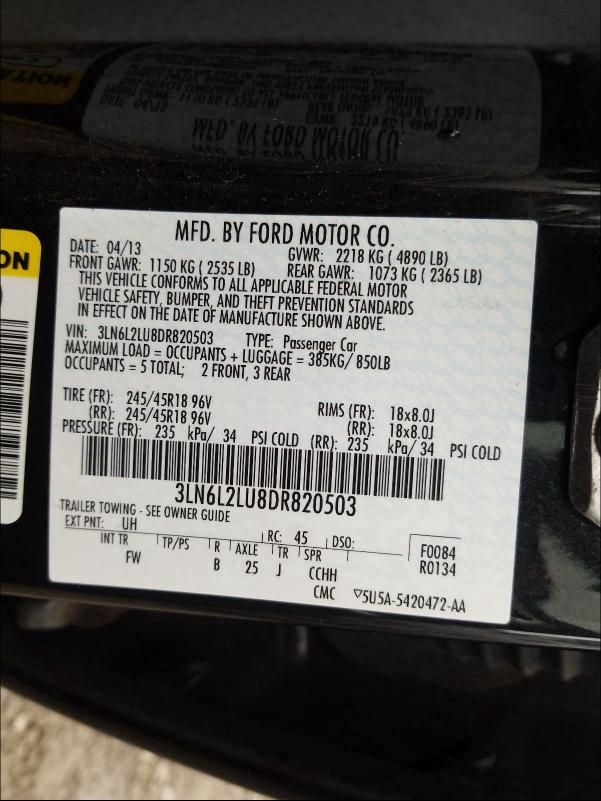 MFD. BY FORD MOTOR CO.
DATE: 04/13 GVWR: 2218 KG ( 4890 LB)
FRONT GAWR: 1150 KG ( 2535 LB) REAR GAWR: 1073 KG ( 2365 LB)
THIS VEHICLE CONFORMS TO ALL APPLICABLE FEDERAL MOTOR
VEHICLE SAFETY, BUMPER, AND THEFT PREVENTION STANDARDS
IN EFFECT ON THE DATE OF MANUFACTURE SHOWN ABOVE.
VIN: 3LN6L2LU8DR820503 TYPE: Passenger Car
MAXIMUM LOAD = OCCUPANTS + LUGGAGE = 385KG/ 850LB
OCCUPANTS = 5 TOTAL; 2 FRONT, 3 REAR
TIRE (FR): 245/45R18 96V RIMS (FR): 18x8.0J
(RR): 245/45R18 96V (RR): 18x8.0J
PRESSURE (FR): 235 kPa/ 34 PSI COLD (RR): 235 kPa/ 34 PSI COLD
3LN6L2LU8DR820503
TRAILER TOWING - SEE OWNER GUIDE
EXT PNT: UH RC: 45 DSO:
INT TR TP/PS R AXLE TR SPR F0084
FW B 25 J CCHH R0134
CMC ▽5U5A-5420472-AA
ON